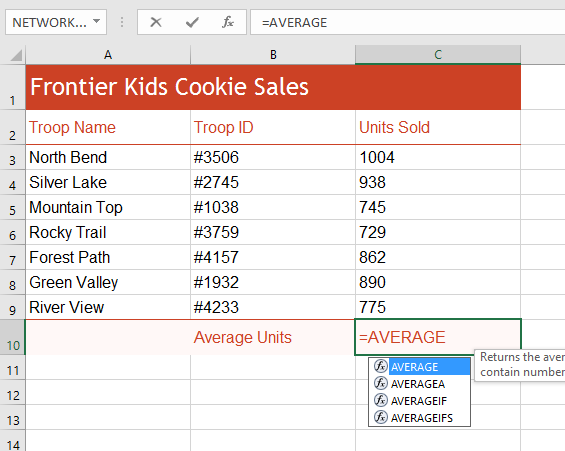 NETWORK... =AVERAGE
A B C
1 Frontier Kids Cookie Sales
2 Troop Name Troop ID Units Sold
3 North Bend #3506 1004
4 Silver Lake #2745 938
5 Mountain Top #1038 745
6 Rocky Trail #3759 729
7 Forest Path #4157 862
8 Green Valley #1932 890
9 River View #4233 775
10 Average Units =AVERAGE
11 AVERAGE Returns the aver
AVERAGEA contain number
12 AVERAGEIF
13 AVERAGEIFS
14